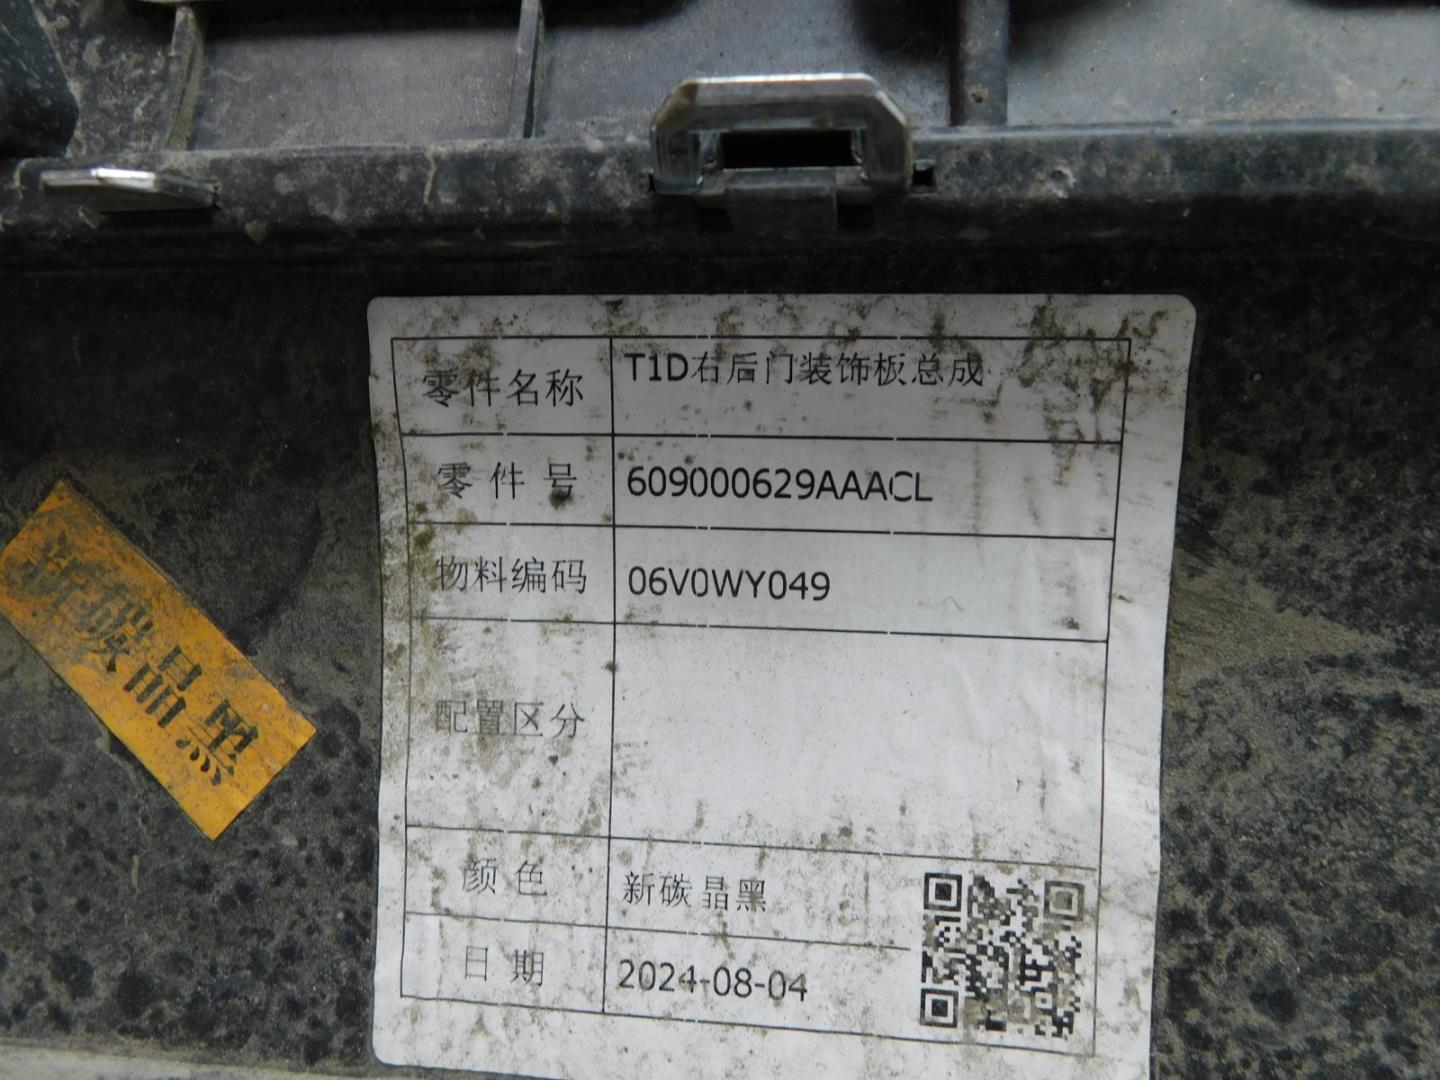 零件名称 T1D右后门装饰板总成
零件号 609000629AAACL
物料编码 06V0WY049
配置区分
颜色 新碳晶黑
日期 2024-08-04
新碳晶黑